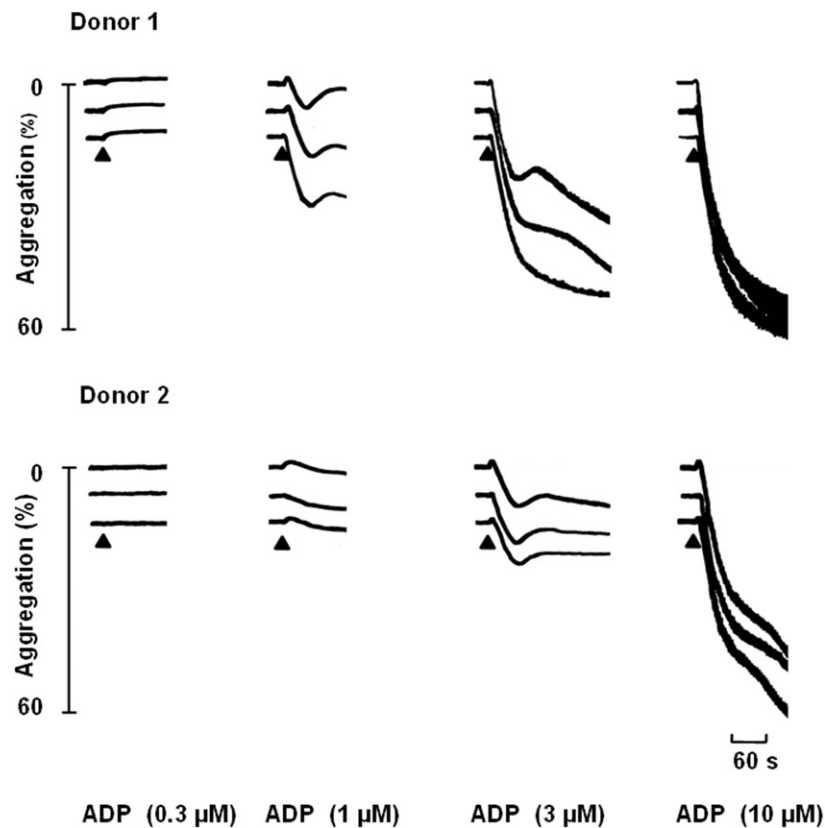 Donor 1
0
Aggregation (%)
60
Donor 2
0
Aggregation (%)
60
60 s
ADP (0.3 µM) ADP (1 µM) ADP (3 µM) ADP (10 µM)